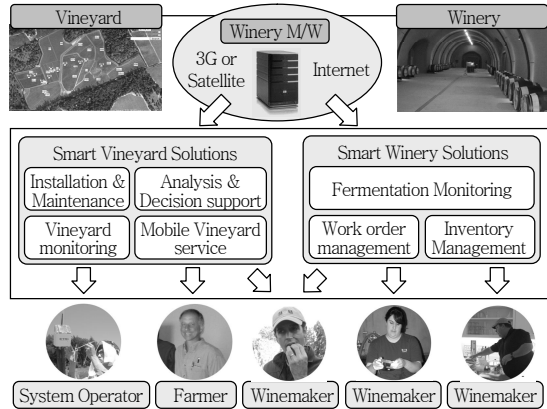 Vineyard
Winery M/W
Winery
3G or
Satellite
Internet
Smart Vineyard Solutions
Installation &
Maintenance
Analysis &
Decision support
Vineyard
monitoring
Mobile Vineyard
service
Smart Winery Solutions
Fermentation Monitoring
Work order
management
Inventory
Management
System Operator
Farmer
Winemaker
Winemaker
Winemaker